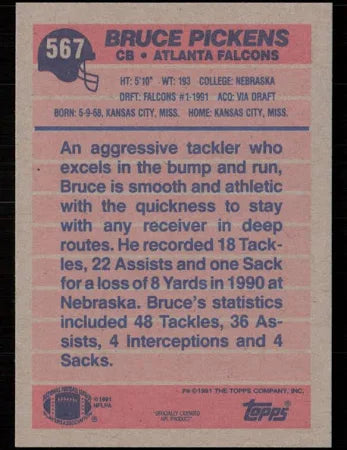 567
BRUCE PICKENS
CB • ATLANTA FALCONS
HT: 5'10" WT: 193 COLLEGE: NEBRASKA
DRFT: FALCONS #1-1991 ACQ: VIA DRAFT
BORN: 5-9-68, KANSAS CITY, MISS. HOME: KANSAS CITY, MISS.
An aggressive tackler who
excels in the bump and run,
Bruce is smooth and athletic
with the quickness to stay
with any receiver in deep
routes. He recorded 18 Tack-
les, 22 Assists and one Sack
for a loss of 8 Yards in 1990 at
Nebraska. Bruce's statistics
included 48 Tackles, 36 As-
sists, 4 Interceptions and 4
Sacks.
©1991
NFLPA
OFFICIALLY LICENSED
NFL PRODUCT
©1991 THE TOPPS COMPANY, INC.
Topps